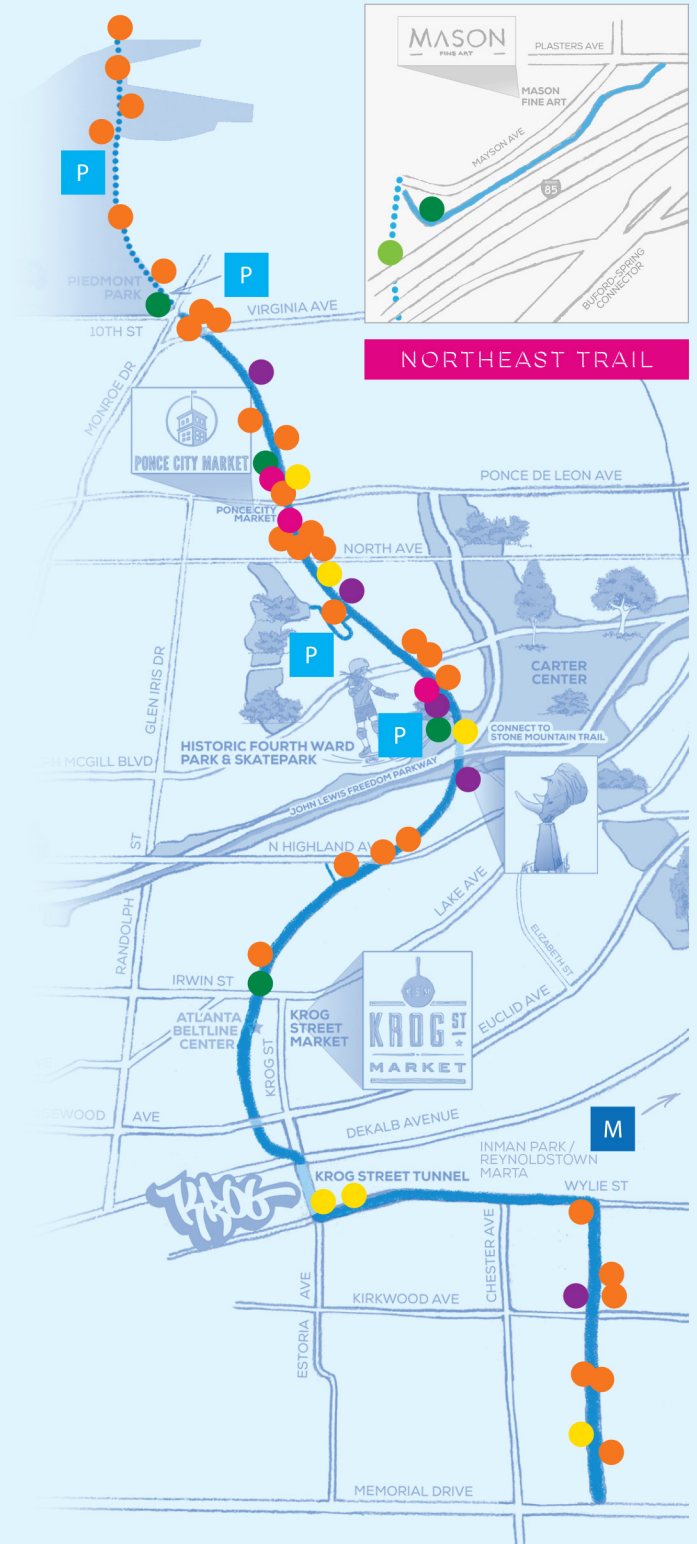 MASON
FINE ART
PLASTERS AVE
MASON
FINE ART
MAYSON AVE
85
BUFORD-SPRING
CONNECTOR
NORTHEAST TRAIL
P
P
PIEDMONT
PARK
VIRGINIA AVE
10TH ST
MONROE DR
PONCE CITY MARKET
PONCE CITY
MARKET
PONCE DE LEON AVE
NORTH AVE
GLEN IRIS DR
P
CARTER
CENTER
P
CONNECT TO
STONE MOUNTAIN TRAIL
HISTORIC FOURTH WARD
PARK & SKATEPARK
MCGILL BLVD
JOHN LEWIS FREEDOM PARKWAY
N HIGHLAND AV
RANDOLPH ST
LAKE AVE
ELIZABETH ST
EUCLID AVE
IRWIN ST
ATLANTA
BELTLINE
CENTER
KROG ST
KROG
STREET
MARKET
KROG ST
MARKET
EWOOD AVE
DEKALB AVENUE
M
INMAN PARK /
REYNOLDSTOWN
MARTA
KROG
KROG STREET TUNNEL
WYLIE ST
CHESTER AVE
ESTORIA AVE
KIRKWOOD AVE
MEMORIAL DRIVE